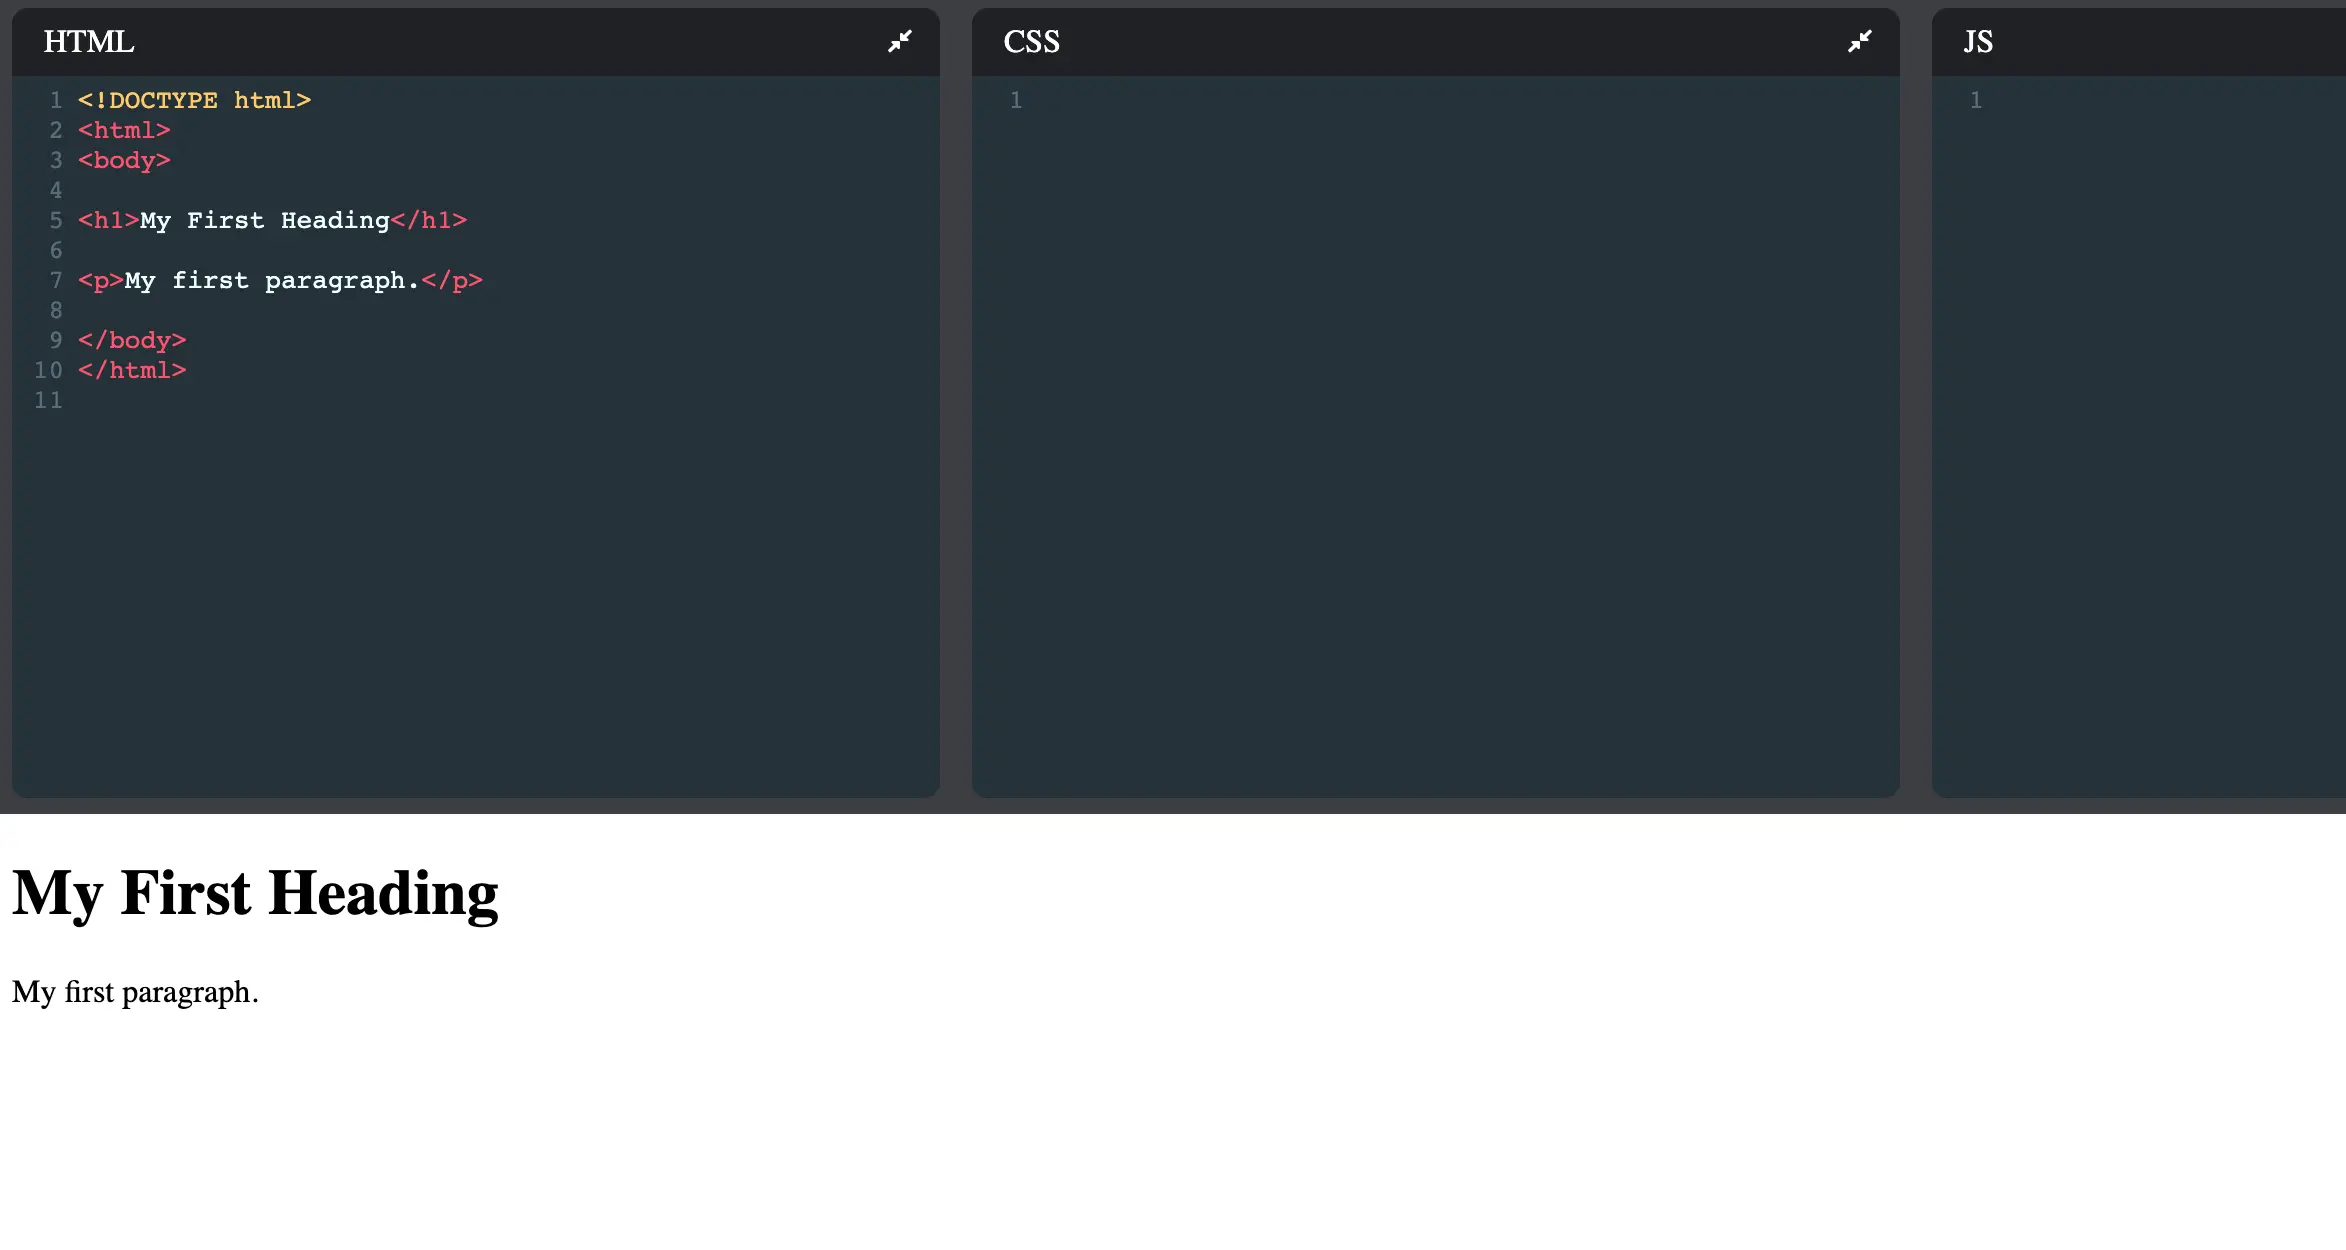 HTML
1 <!DOCTYPE html>
2 <html>
3 <body>
4
5 <h1>My First Heading</h1>
6
7 <p>My first paragraph.</p>
8
9 </body>
10 </html>
11
CSS
1
JS
1
My First Heading
My first paragraph.